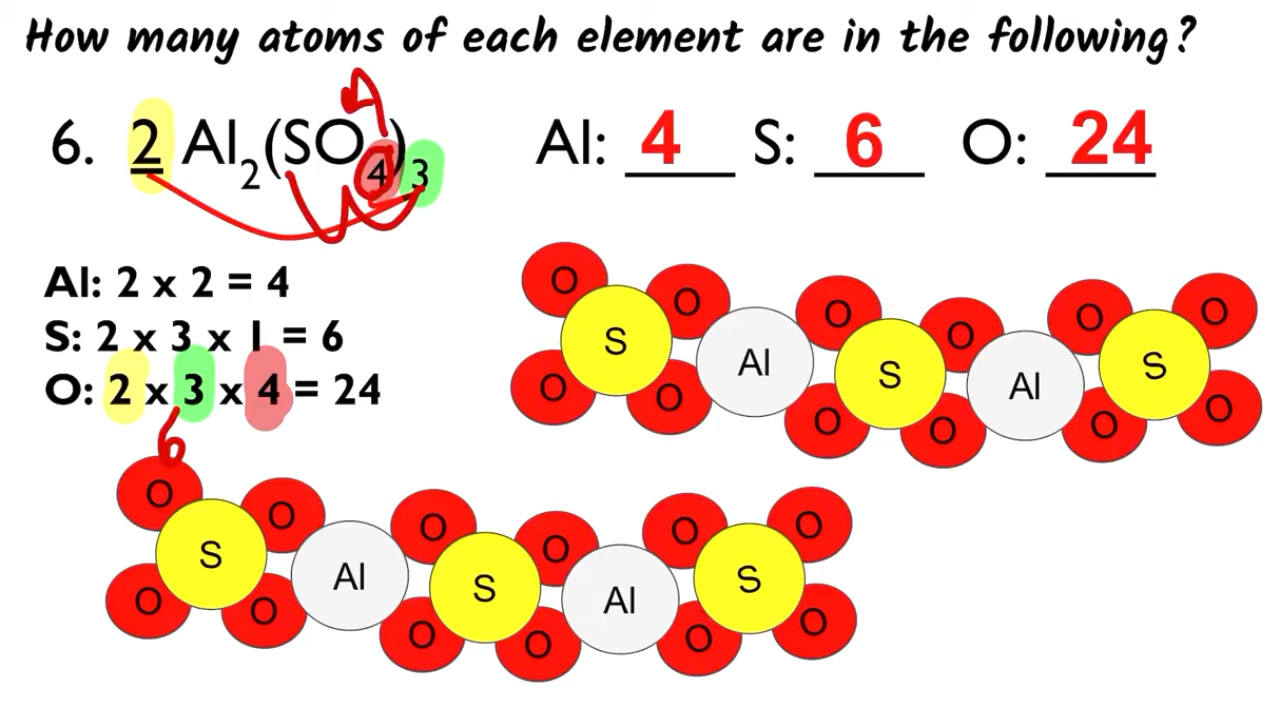 How many atoms of each element are in the following?
6. 2 Al2(SO4)3 Al: 4 S: 6 O: 24
Al: 2 x 2 = 4
S: 2 x 3 x 1 = 6
O: 2 x 3 x 4 = 24
6
O O O O O O
S Al S Al S
O O O O O O
O O O O O O
S Al S Al S
O O O O O O